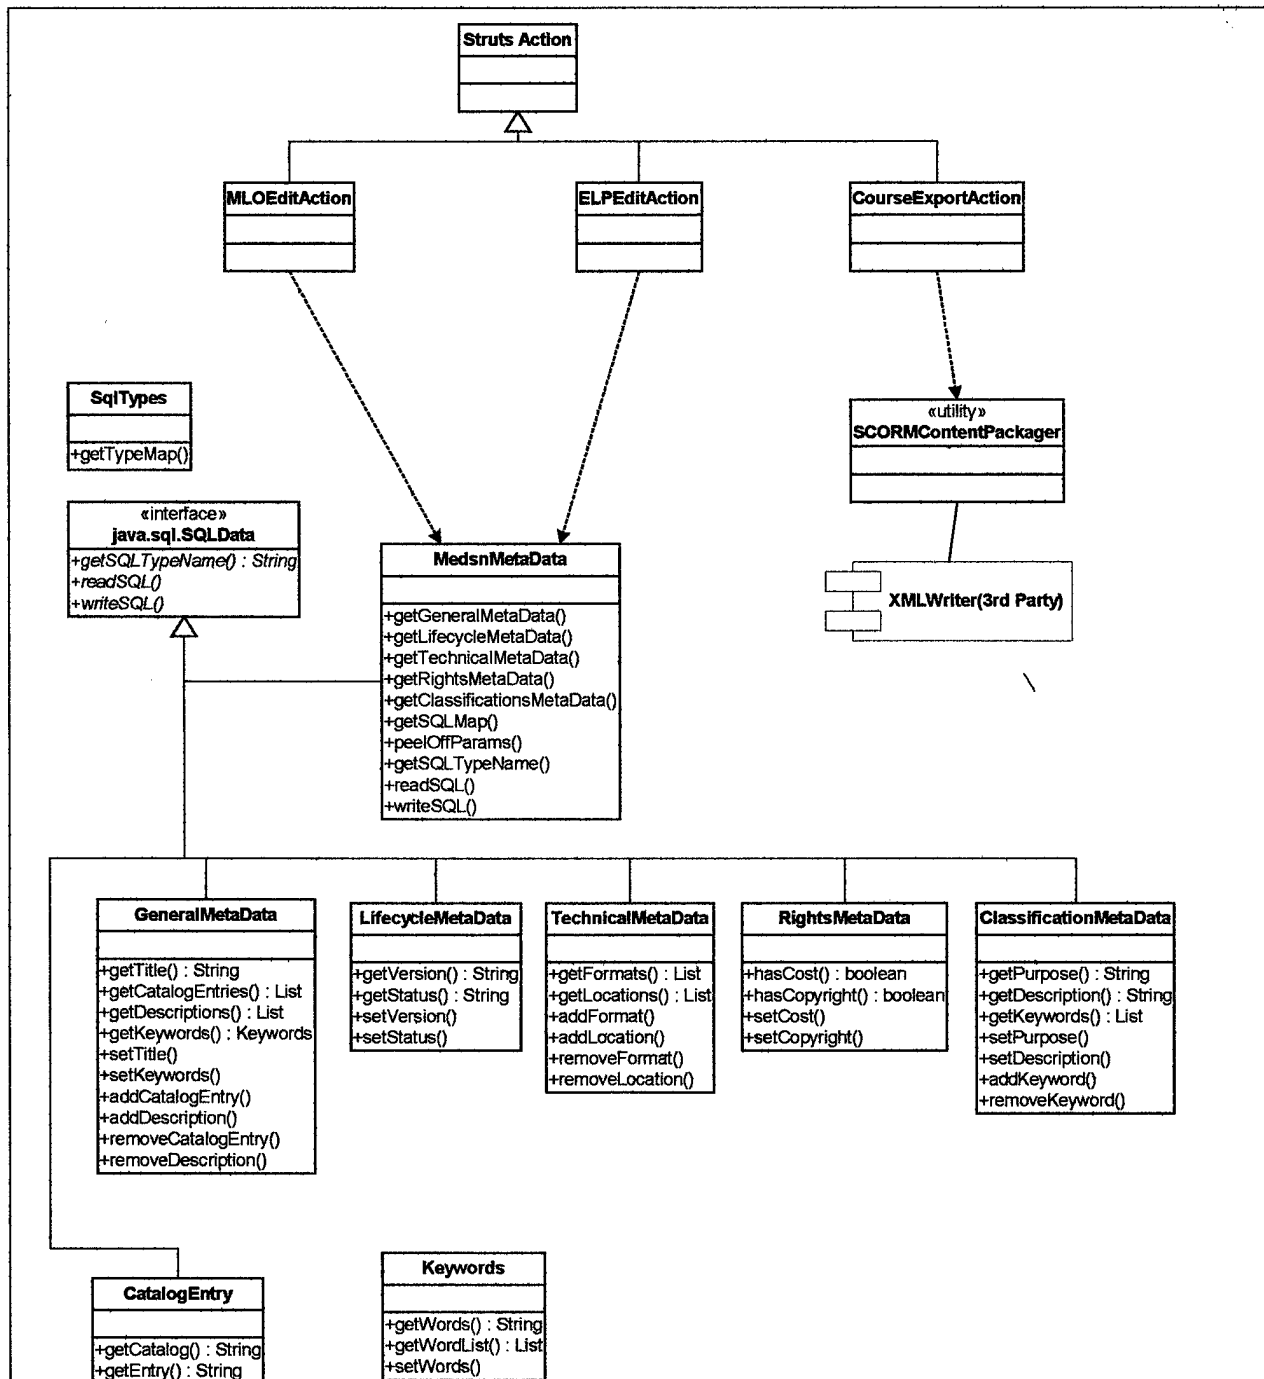 Struts Action
MLOEditAction
ELPEditAction
CourseExportAction
SqlTypes
+getTypeMap()
«utility»
SCORMContentPackager
«interface»
java.sql.SQLData
+getSQLTypeName() : String
+readSQL()
+writeSQL()
MedsnMetaData
+getGeneralMetaData()
+getLifecycleMetaData()
+getTechnicalMetaData()
+getRightsMetaData()
+getClassificationsMetaData()
+getSQLMap()
+peelOffParams()
+getSQLTypeName()
+readSQL()
+writeSQL()
XMLWriter(3rd Party)
GeneralMetaData
+getTitle() : String
+getCatalogEntries() : List
+getDescriptions() : List
+getKeywords() : Keywords
+setTitle()
+setKeywords()
+addCatalogEntry()
+addDescription()
+removeCatalogEntry()
+removeDescription()
LifecycleMetaData
+getVersion() : String
+getStatus() : String
+setVersion()
+setStatus()
TechnicalMetaData
+getFormats() : List
+getLocations() : List
+addFormat()
+addLocation()
+removeFormat()
+removeLocation()
RightsMetaData
+hasCost() : boolean
+hasCopyright() : boolean
+setCost()
+setCopyright()
ClassificationMetaData
+getPurpose() : String
+getDescription() : String
+getKeywords() : List
+setPurpose()
+setDescription()
+addKeyword()
+removeKeyword()
CatalogEntry
+getCatalog() : String
+getEntry() : String
Keywords
+getWords() : String
+getWordList() : List
+setWords()